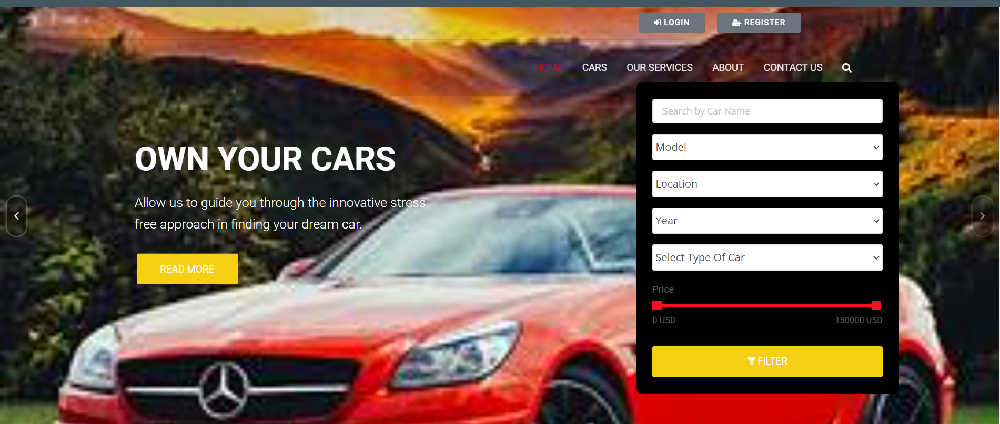 LOGIN
REGISTER
HOME
CARS
OUR SERVICES
ABOUT
CONTACT US
OWN YOUR CARS
Allow us to guide you through the innovative stress
free approach in finding your dream car.
READ MORE
Search by Car Name
Model
Location
Year
Select Type Of Car
Price
0 USD
150000 USD
FILTER